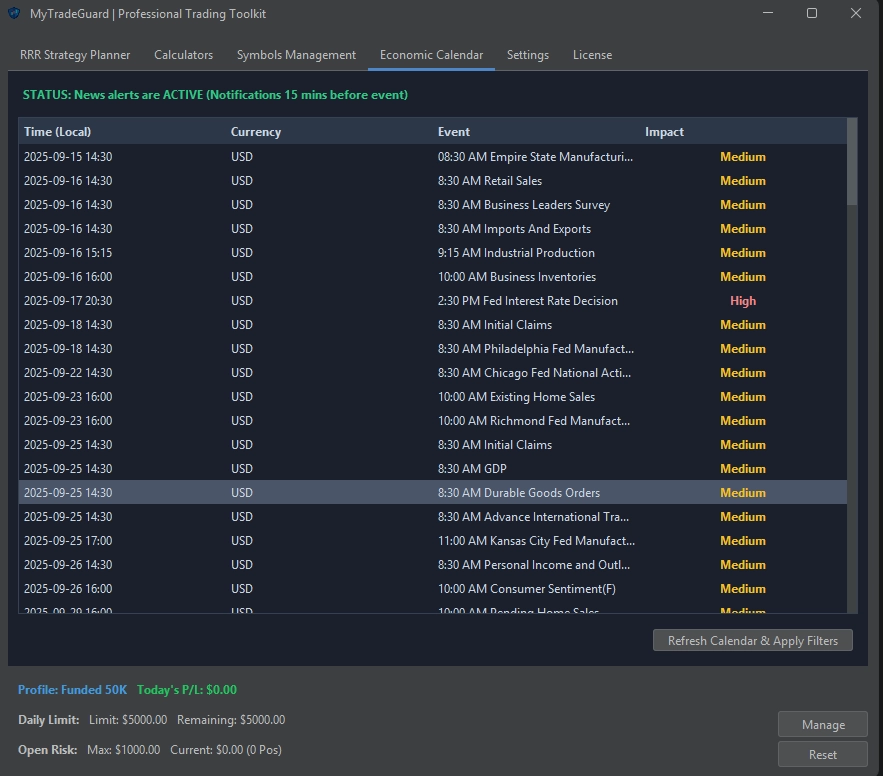 MyTradeGuard | Professional Trading Toolkit
RRR Strategy Planner Calculators Symbols Management Economic Calendar Settings License
STATUS: News alerts are ACTIVE (Notifications 15 mins before event)
Time (Local) Currency Event Impact
2025-09-15 14:30 USD 08:30 AM Empire State Manufacturi... Medium
2025-09-16 14:30 USD 8:30 AM Retail Sales Medium
2025-09-16 14:30 USD 8:30 AM Business Leaders Survey Medium
2025-09-16 14:30 USD 8:30 AM Imports And Exports Medium
2025-09-16 15:15 USD 9:15 AM Industrial Production Medium
2025-09-16 16:00 USD 10:00 AM Business Inventories Medium
2025-09-17 20:30 USD 2:30 PM Fed Interest Rate Decision High
2025-09-18 14:30 USD 8:30 AM Initial Claims Medium
2025-09-18 14:30 USD 8:30 AM Philadelphia Fed Manufact... Medium
2025-09-22 14:30 USD 8:30 AM Chicago Fed National Acti... Medium
2025-09-23 16:00 USD 10:00 AM Existing Home Sales Medium
2025-09-23 16:00 USD 10:00 AM Richmond Fed Manufact... Medium
2025-09-25 14:30 USD 8:30 AM Initial Claims Medium
2025-09-25 14:30 USD 8:30 AM GDP Medium
2025-09-25 14:30 USD 8:30 AM Durable Goods Orders Medium
2025-09-25 14:30 USD 8:30 AM Advance International Tra... Medium
2025-09-25 17:00 USD 11:00 AM Kansas City Fed Manufact... Medium
2025-09-26 14:30 USD 8:30 AM Personal Income and Outl... Medium
2025-09-26 16:00 USD 10:00 AM Consumer Sentiment(F) Medium
2025-09-29 16:00 USD 10:00 AM Pending Home Sales Medium
Refresh Calendar & Apply Filters
Profile: Funded 50K Today's P/L: $0.00
Daily Limit: Limit: $5000.00 Remaining: $5000.00
Manage
Open Risk: Max: $1000.00 Current: $0.00 (0 Pos)
Reset